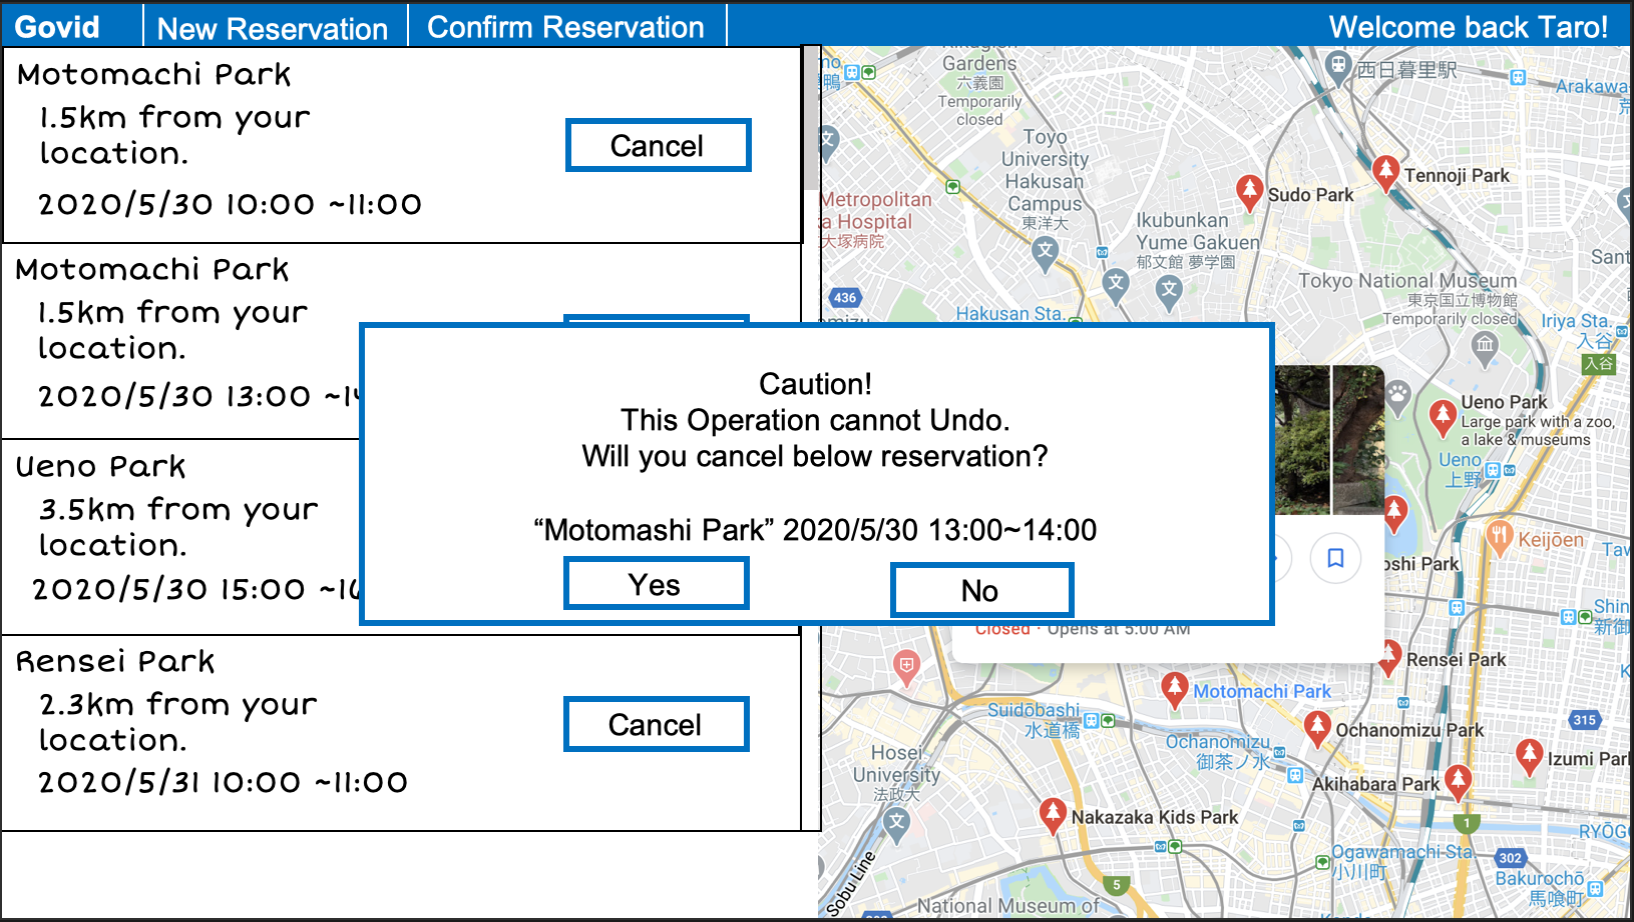 Govid
New Reservation
Confirm Reservation
Welcome back Taro!
Motomachi Park
1.5km from your
location.
2020/5/30 10:00 ~11:00
Cancel
Motomachi Park
1.5km from your
location.
2020/5/30 13:00
Ueno Park
3.5km from your
location.
2020/5/30 15:00
Rensei Park
2.3km from your
location.
2020/5/31 10:00 ~11:00
Cancel
Caution!
This Operation cannot Undo.
Will you cancel below reservation?
“Motomashi Park” 2020/5/30 13:00~14:00
Yes
No
Gardens
六義園
Temporarily
closed
Toyo
University
Hakusan
Campus
東洋大
Metropolitan
a Hospital
大塚病院
Ikubunkan
Yume Gakuen
郁文館 夢学園
436
Hakusan Sta.
西日暮里駅
Arakawa-
Sudo Park
Tennoji Park
Tokyo National Museum
東京国立博物館
Temporarily closed
Iriya Sta.
入谷
入谷
Ueno Park
Large park with a zoo,
a lake & museums
Ueno
上野
Keijōen
oshi Park
Closed · Opens at 5:00 AM
Shin
新御
Rensei Park
Motomachi Park
Suidōbashi
水道橋
Ochanomizu Park
315
Ochanomizu
御茶ノ水
Hosei
University
法政大
Izumi Park
Akihabara Park
Nakazaka Kids Park
1
RYŌG
Ogawamachi Sta.
小川町
302
Bakurochō
馬喰町
5
Sobu Line
National Museum of